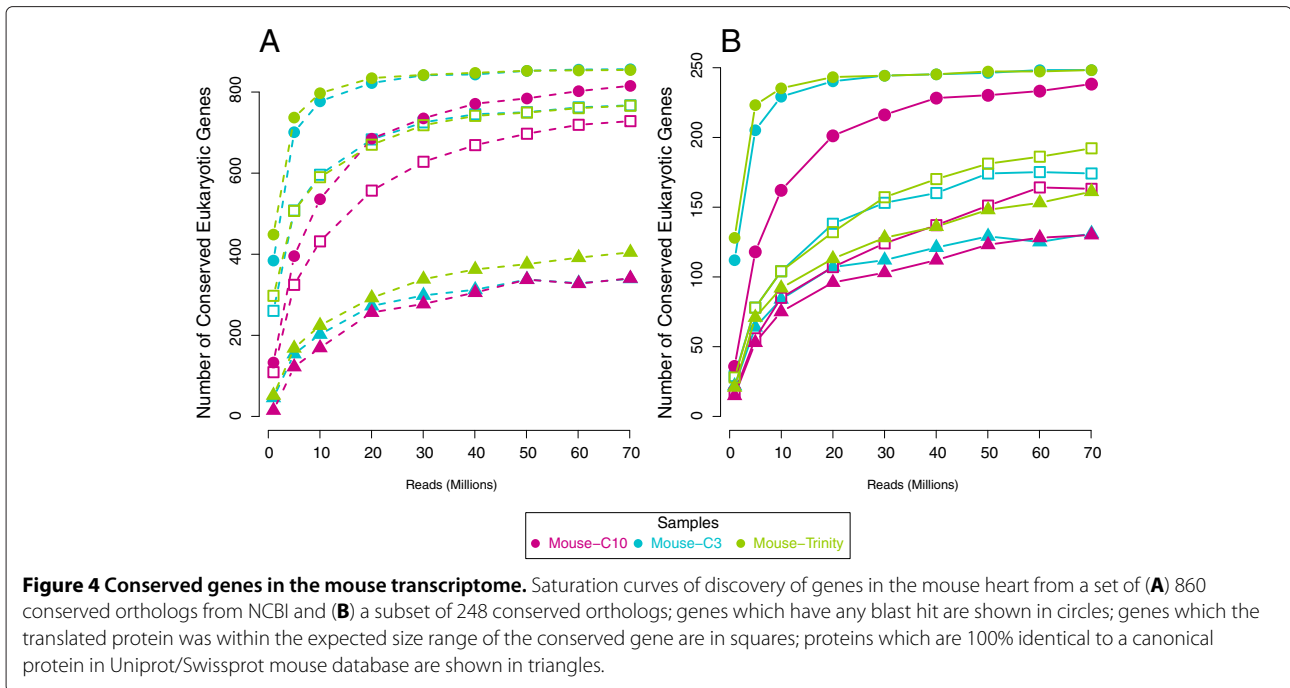 A
B
Number of Conserved Eukaryotic Genes
0
200
400
600
800
0 10 20 30 40 50 60 70
Reads (Millions)
Number of Conserved Eukaryotic Genes
0
50
100
150
200
250
0 10 20 30 40 50 60 70
Reads (Millions)
Samples
Mouse−C10 Mouse−C3 Mouse−Trinity
Figure 4 Conserved genes in the mouse transcriptome. Saturation curves of discovery of genes in the mouse heart from a set of (A) 860
conserved orthologs from NCBI and (B) a subset of 248 conserved orthologs; genes which have any blast hit are shown in circles; genes which the
translated protein was within the expected size range of the conserved gene are in squares; proteins which are 100% identical to a canonical
protein in Uniprot/Swissprot mouse database are shown in triangles.